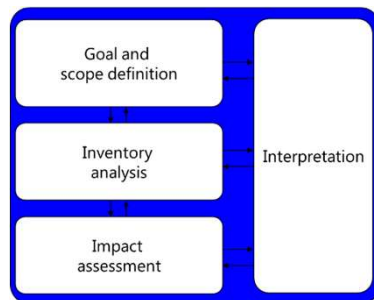 Goal and
scope definition
Inventory
analysis
Interpretation
Impact
assessment